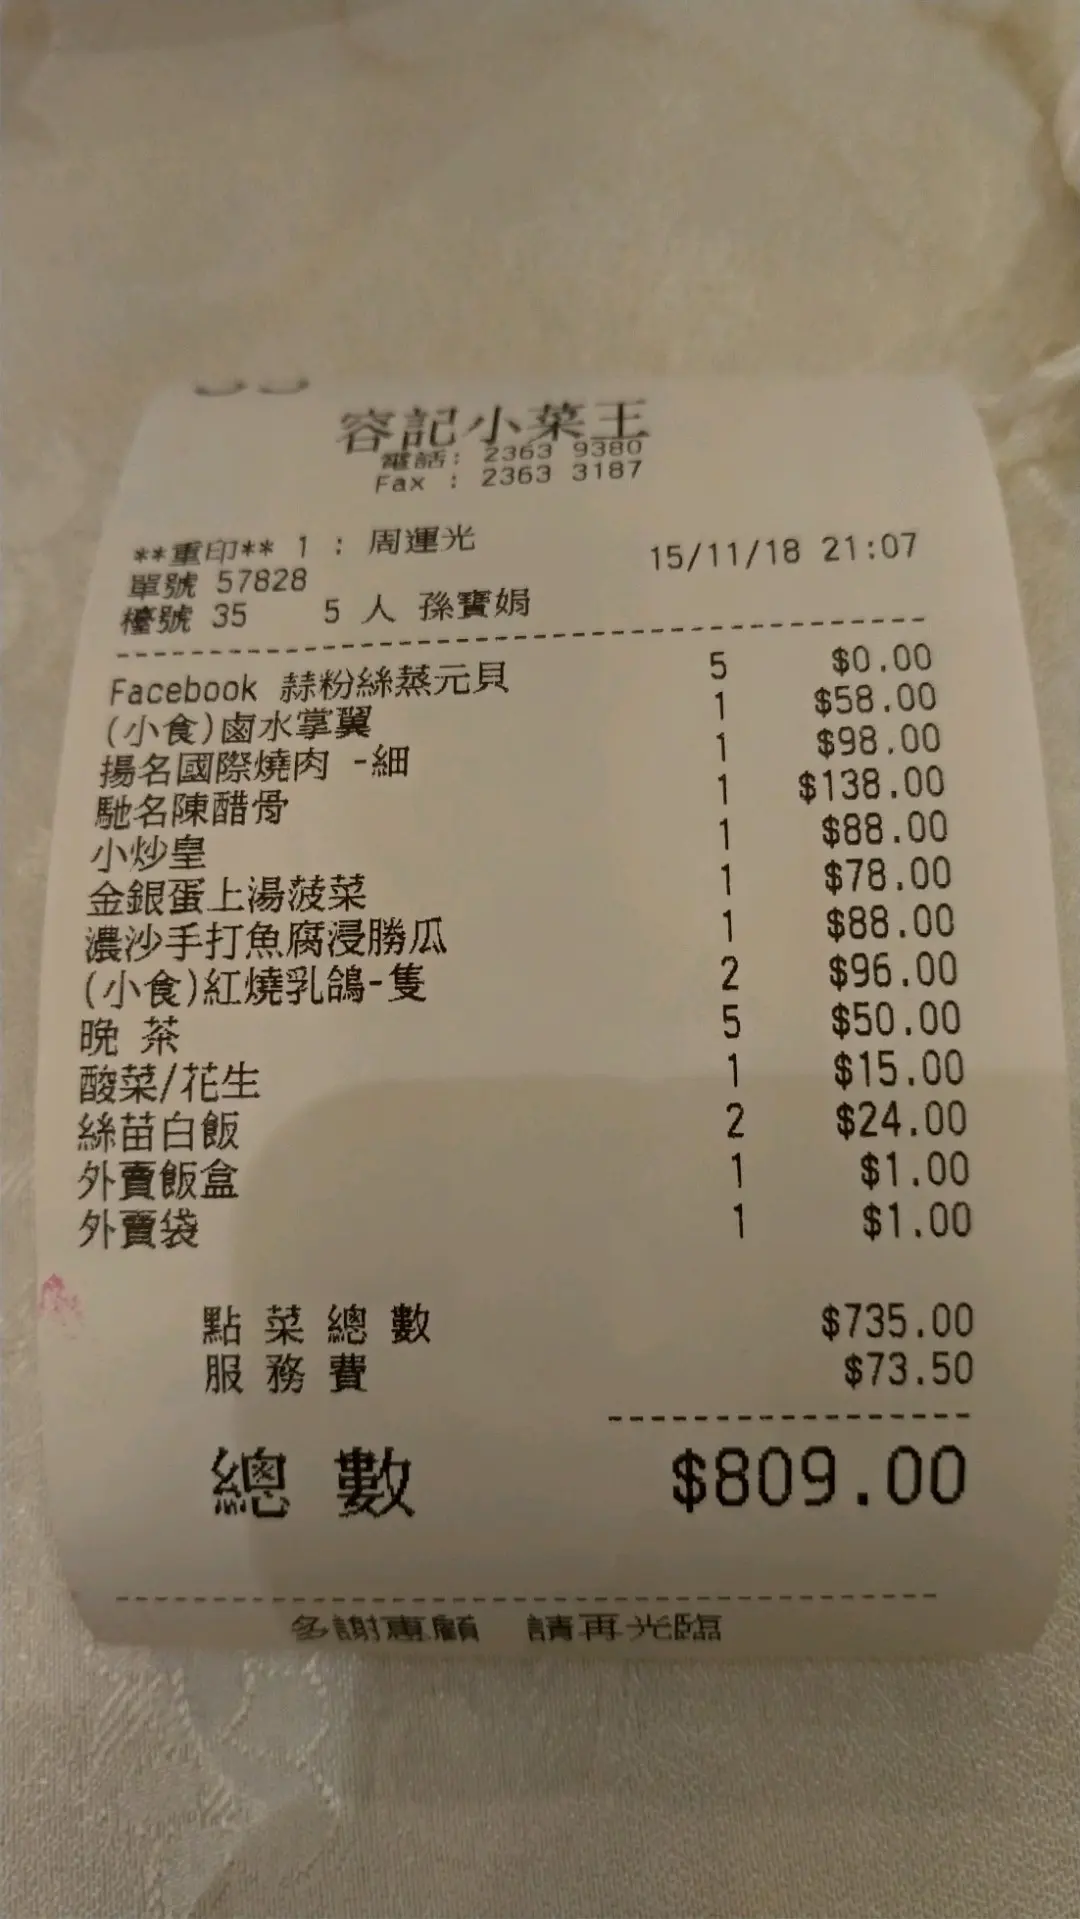 容記小菜王
電話: 2363 9380
Fax : 2363 3187
**重印** 1 : 周運光 15/11/18 21:07
單號 57828
檯號 35 5 人 孫寶娟
Facebook 蒜粉絲蒸元貝 5 $0.00
(小食)鹵水掌翼 1 $58.00
揚名國際燒肉 -細 1 $98.00
馳名陳醋骨 1 $138.00
小炒皇 1 $88.00
金銀蛋上湯菠菜 1 $78.00
濃沙手打魚腐浸勝瓜 1 $88.00
(小食)紅燒乳鴿-隻 2 $96.00
晚 茶 5 $50.00
酸菜/花生 1 $15.00
絲苗白飯 2 $24.00
外賣飯盒 1 $1.00
外賣袋 1 $1.00
點 菜 總 數 $735.00
服 務 費 $73.50
總 數 $809.00
多謝惠顧 請再光臨